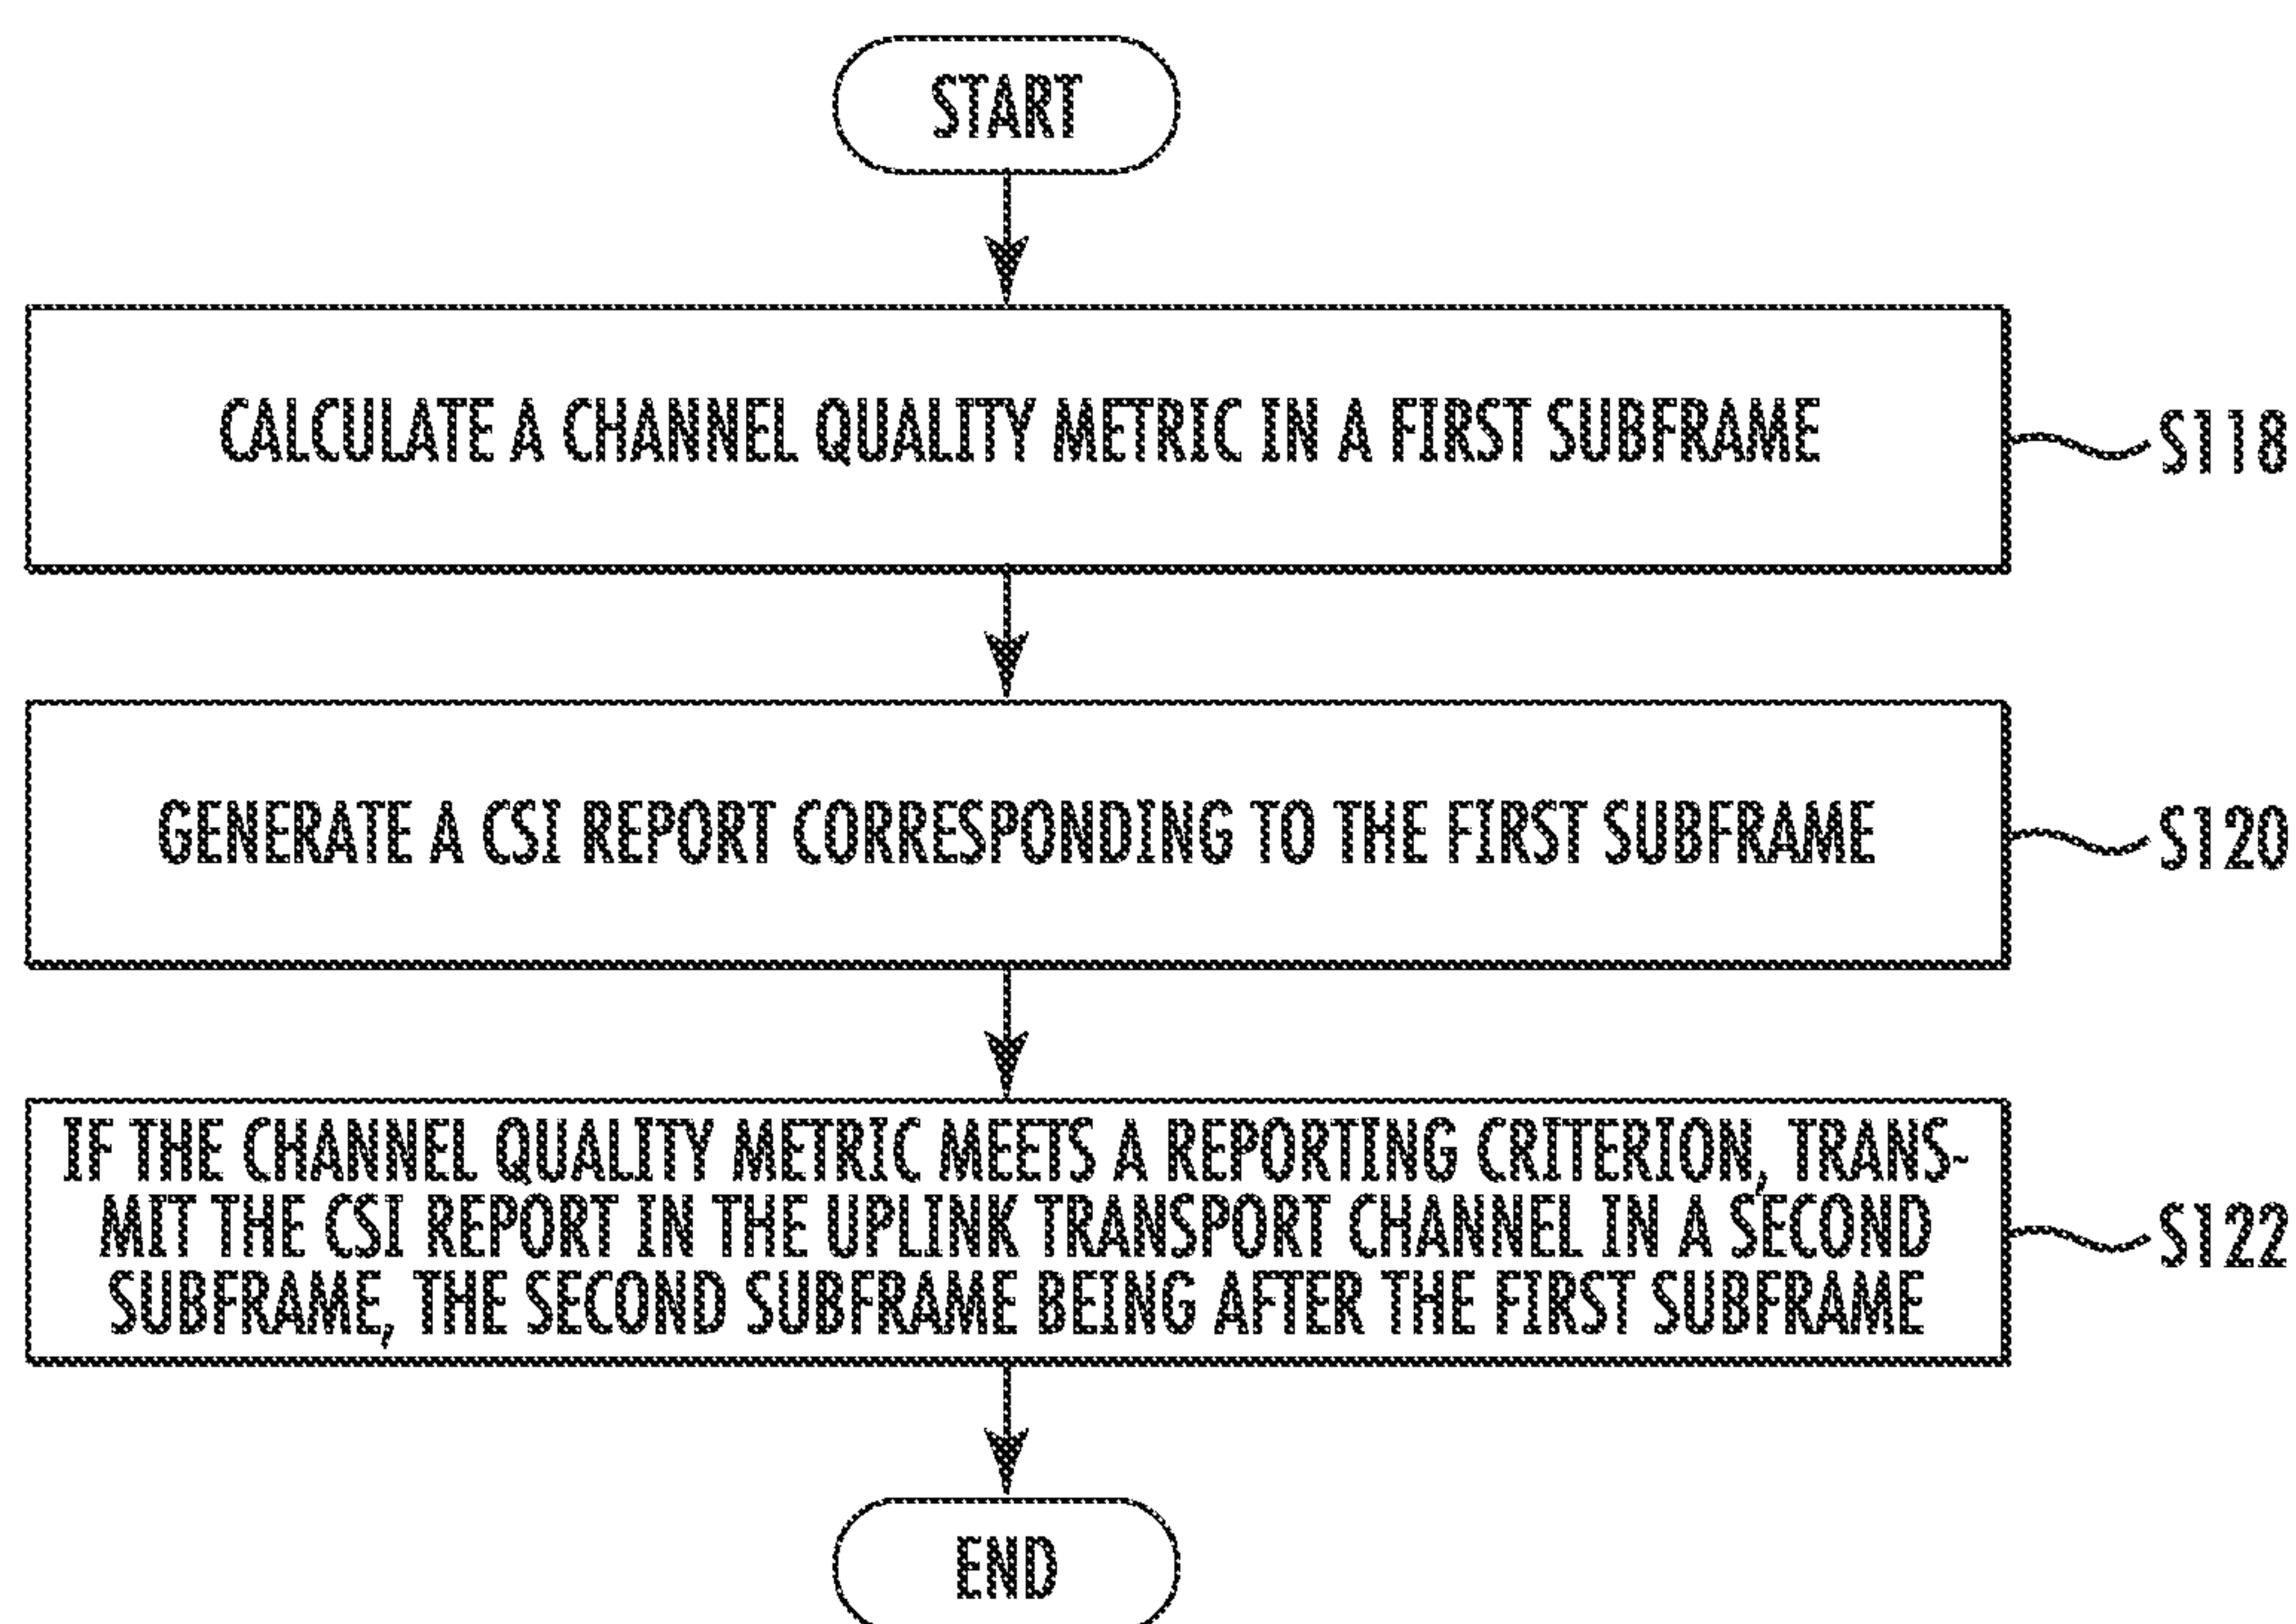 START
CALCULATE A CHANNEL QUALITY METRIC IN A FIRST SUBFRAME
S118
GENERATE A CSI REPORT CORRESPONDING TO THE FIRST SUBFRAME
S120
IF THE CHANNEL QUALITY METRIC MEETS A REPORTING CRITERION, TRANS-
MIT THE CSI REPORT IN THE UPLINK TRANSPORT CHANNEL IN A SECOND
SUBFRAME, THE SECOND SUBFRAME BEING AFTER THE FIRST SUBFRAME
S122
END